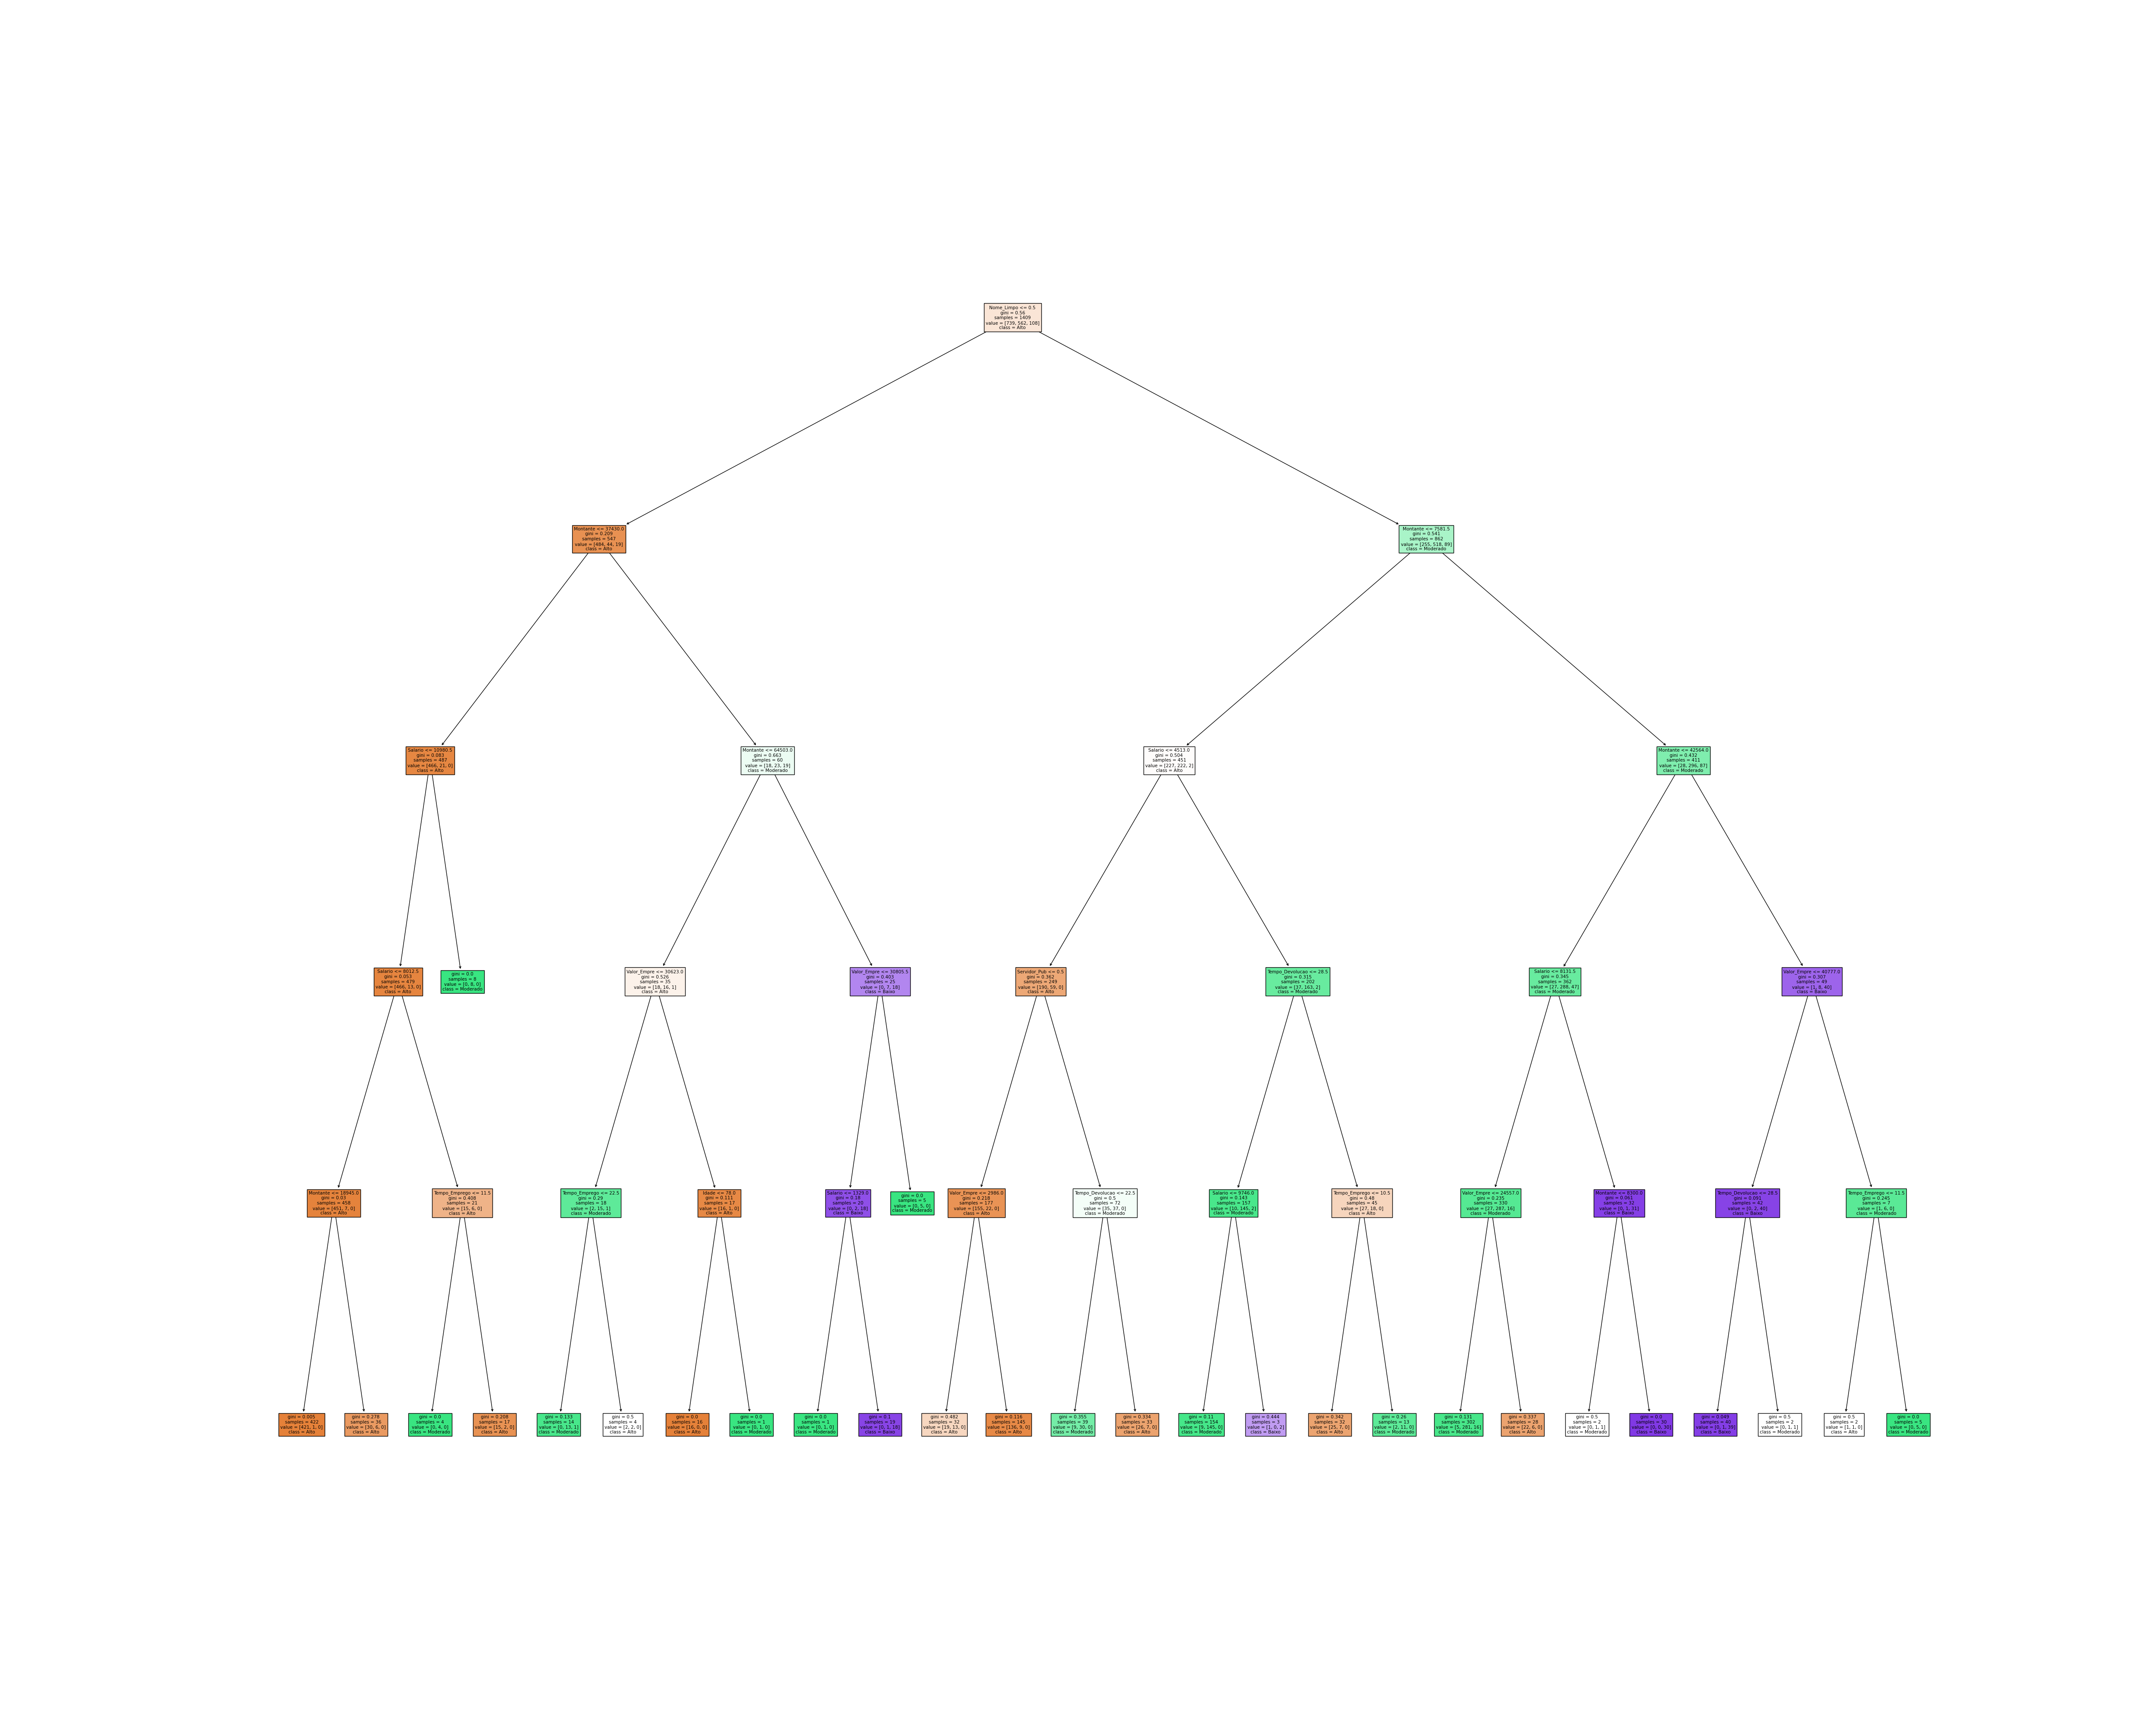 Nome_Limpo <= 0.5
gini = 0.56
samples = 1409
value = [739, 562, 108]
class = Alto
Montante <= 37430.0
gini = 0.209
samples = 547
value = [484, 44, 19]
class = Alto
Montante <= 7581.5
gini = 0.541
samples = 862
value = [255, 518, 89]
class = Moderado
Salario <= 10980.5
gini = 0.083
samples = 487
value = [466, 21, 0]
class = Alto
Montante <= 64503.0
gini = 0.663
samples = 60
value = [18, 23, 19]
class = Moderado
Salario <= 4513.0
gini = 0.504
samples = 451
value = [227, 222, 2]
class = Alto
Montante <= 42564.0
gini = 0.432
samples = 411
value = [28, 296, 87]
class = Moderado
Salario <= 8012.5
gini = 0.053
samples = 479
value = [466, 13, 0]
class = Alto
gini = 0.0
samples = 8
value = [0, 8, 0]
class = Moderado
Valor_Empre <= 30623.0
gini = 0.526
samples = 35
value = [18, 16, 1]
class = Alto
Valor_Empre <= 30805.5
gini = 0.403
samples = 25
value = [0, 7, 18]
class = Baixo
Servidor_Pub <= 0.5
gini = 0.362
samples = 249
value = [190, 59, 0]
class = Alto
Tempo_Devolucao <= 28.5
gini = 0.315
samples = 202
value = [37, 163, 2]
class = Moderado
Salario <= 8131.5
gini = 0.345
samples = 362
value = [27, 288, 47]
class = Moderado
Valor_Empre <= 40777.0
gini = 0.307
samples = 49
value = [1, 8, 40]
class = Baixo
Montante <= 18945.0
gini = 0.03
samples = 458
value = [451, 7, 0]
class = Alto
Tempo_Emprego <= 11.5
gini = 0.408
samples = 21
value = [15, 6, 0]
class = Alto
Tempo_Emprego <= 22.5
gini = 0.29
samples = 18
value = [2, 15, 1]
class = Moderado
Idade <= 78.0
gini = 0.111
samples = 17
value = [16, 1, 0]
class = Alto
Salario <= 1329.0
gini = 0.18
samples = 20
value = [0, 2, 18]
class = Baixo
gini = 0.0
samples = 5
value = [0, 5, 0]
class = Moderado
Valor_Empre <= 2986.0
gini = 0.218
samples = 177
value = [155, 22, 0]
class = Alto
Tempo_Devolucao <= 22.5
gini = 0.5
samples = 72
value = [35, 37, 0]
class = Moderado
Salario <= 9746.0
gini = 0.143
samples = 157
value = [10, 145, 2]
class = Moderado
Tempo_Emprego <= 10.5
gini = 0.48
samples = 45
value = [27, 18, 0]
class = Alto
Valor_Empre <= 24557.0
gini = 0.235
samples = 330
value = [27, 287, 16]
class = Moderado
gini = 0.061
value = [0, 1, 31]
class = Baixo
Tempo_Devolucao <= 28.5
samples = 42
value = [0, 2, 40]
class = Baixo
Tempo_Emprego <= 11.5
gini = 0.245
samples = 7
value = [1, 6, 0]
class = Moderado
gini = 0.005
samples = 422
value = [421, 1, 0]
class = Alto
gini = 0.278
samples = 36
value = [30, 6, 0]
class = Alto
gini = 0.0
samples = 4
value = [0, 4, 0]
class = Moderado
gini = 0.208
samples = 17
value = [15, 2, 0]
class = Alto
gini = 0.133
samples = 14
value = [0, 13, 1]
class = Moderado
gini = 0.5
samples = 4
value = [2, 2, 0]
class = Alto
gini = 0.0
samples = 16
value = [16, 0, 0]
class = Alto
gini = 0.0
samples = 1
value = [0, 1, 0]
class = Moderado
gini = 0.0
samples = 1
value = [0, 1, 0]
class = Moderado
gini = 0.1
samples = 19
value = [0, 1, 18]
class = Baixo
gini = 0.482
samples = 32
value = [19, 13, 0]
class = Alto
gini = 0.116
samples = 145
value = [136, 9, 0]
class = Alto
gini = 0.355
samples = 39
value = [9, 30, 0]
class = Moderado
gini = 0.334
samples = 33
value = [26, 7, 0]
class = Alto
gini = 0.11
samples = 154
value = [9, 145, 0]
class = Moderado
gini = 0.444
samples = 3
value = [1, 0, 2]
class = Baixo
gini = 0.342
samples = 32
value = [25, 7, 0]
class = Alto
gini = 0.26
samples = 13
value = [2, 11, 0]
class = Moderado
gini = 0.131
samples = 302
value = [5, 281, 16]
class = Moderado
gini = 0.337
samples = 28
value = [22, 6, 0]
class = Alto
gini = 0.5
samples = 2
value = [0, 1, 1]
class = Moderado
gini = 0.0
samples = 30
value = [0, 0, 30]
class = Baixo
gini = 0.049
samples = 40
value = [0, 1, 39]
class = Baixo
gini = 0.5
samples = 2
value = [0, 1, 1]
class = Moderado
gini = 0.5
samples = 2
value = [1, 1, 0]
class = Alto
gini = 0.0
samples = 5
value = [0, 5, 0]
class = Moderado